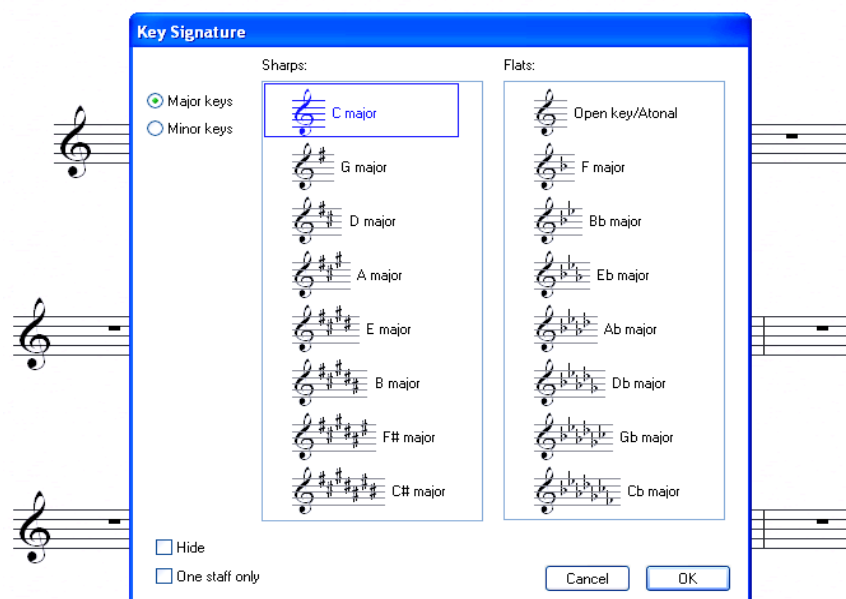 Key Signature
Sharps:
Flats:
Major keys
Minor keys
C major
G major
D major
A major
E major
B major
F# major
C# major
Open key/Atonal
F major
Bb major
Eb major
Ab major
Db major
Gb major
Cb major
Hide
One staff only
Cancel
OK